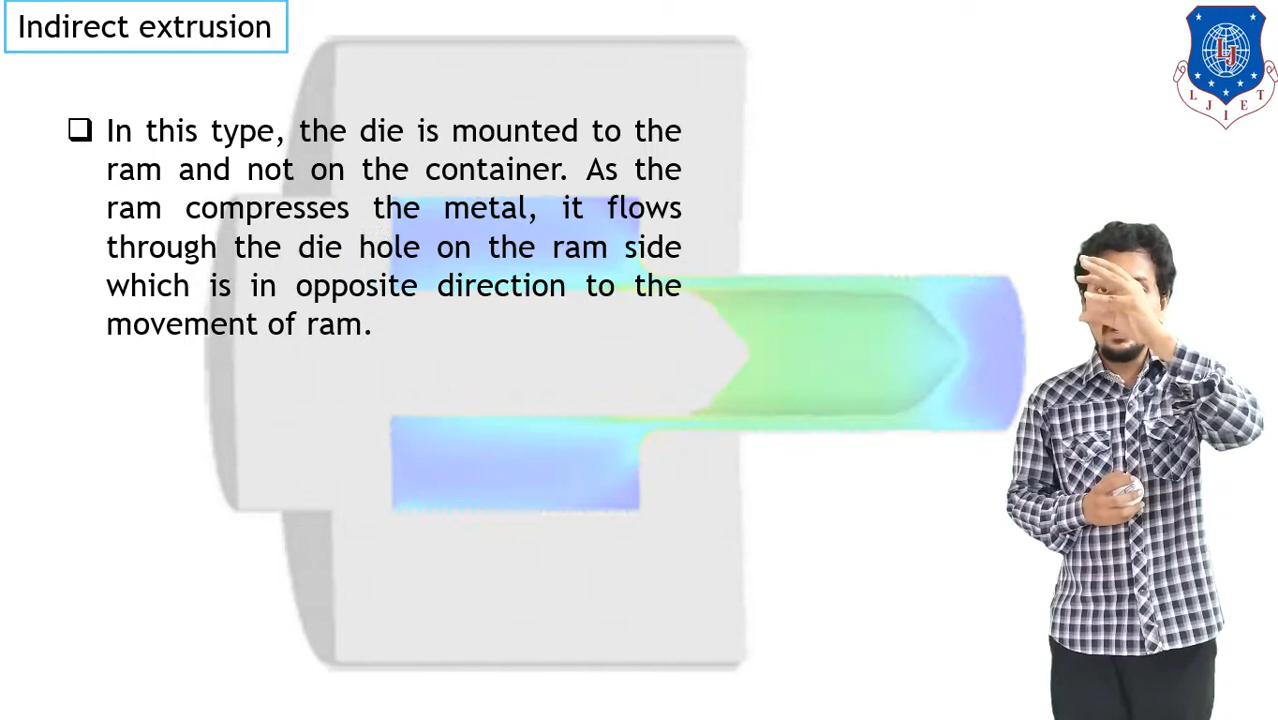 Indirect extrusion
❑ In this type, the die is mounted to the
ram and not on the container. As the
ram compresses the metal, it flows
through the die hole on the ram side
which is in opposite direction to the
movement of ram.
LJ
L J I E T